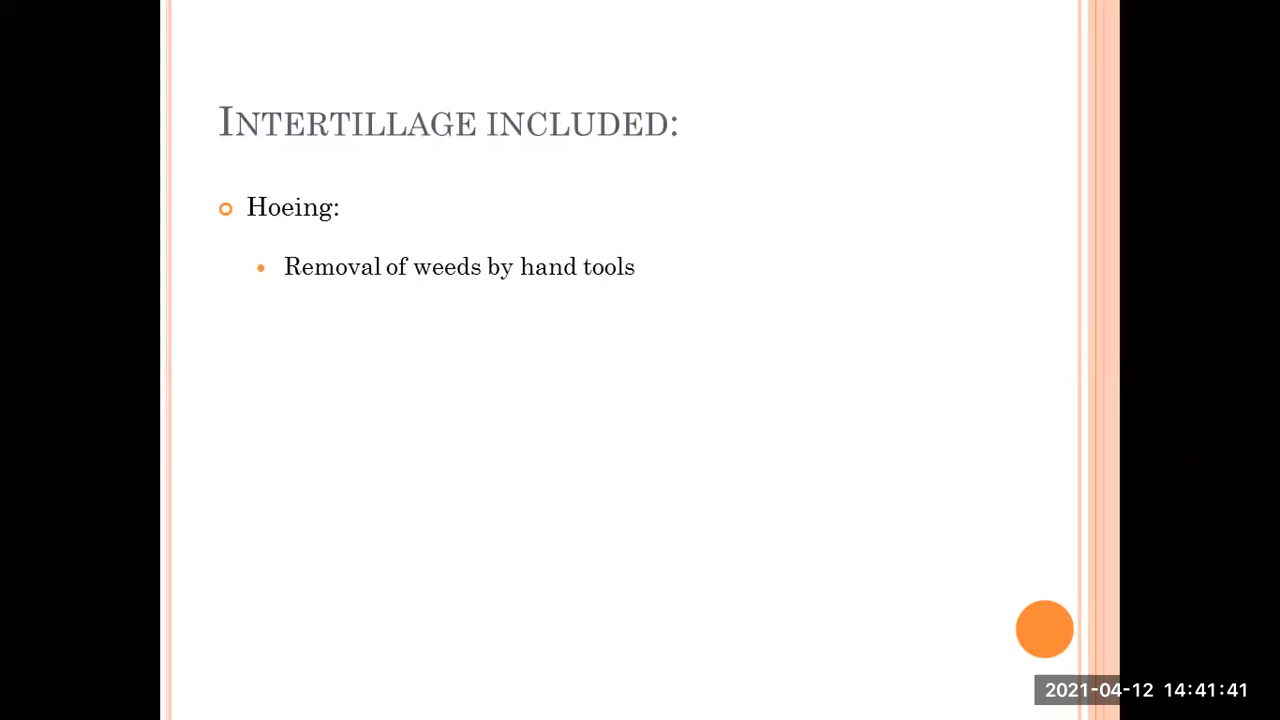 INTERTILLAGE INCLUDED:
Hoeing:
Removal of weeds by hand tools
2021-04-12 14:41:41